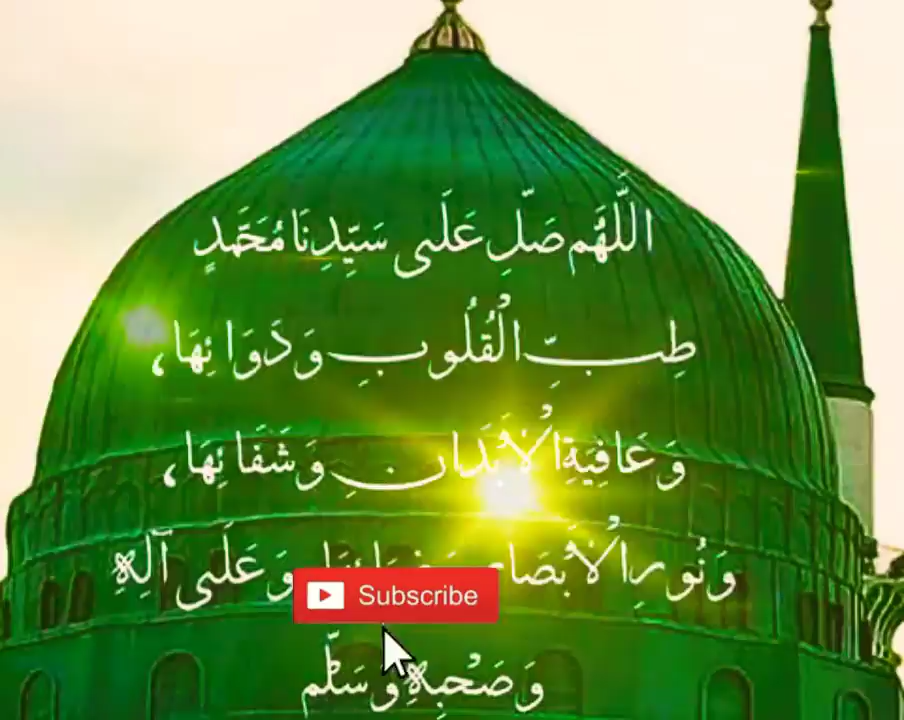 اللَّهُمَّ صَلِّ عَلَى سَيِّدِنَا مُحَمَّدٍ
طِبِّ الْقُلُوبِ وَدَوَائِهَا،
وَعَافِيَةِ الْأَبْدَانِ وَشَفَائِهَا،
وَنُورِ الْأَبْصَارِ وَعَلَى آلِهِ
Subscribe
وَصَحْبِهِ وَسَلِّم